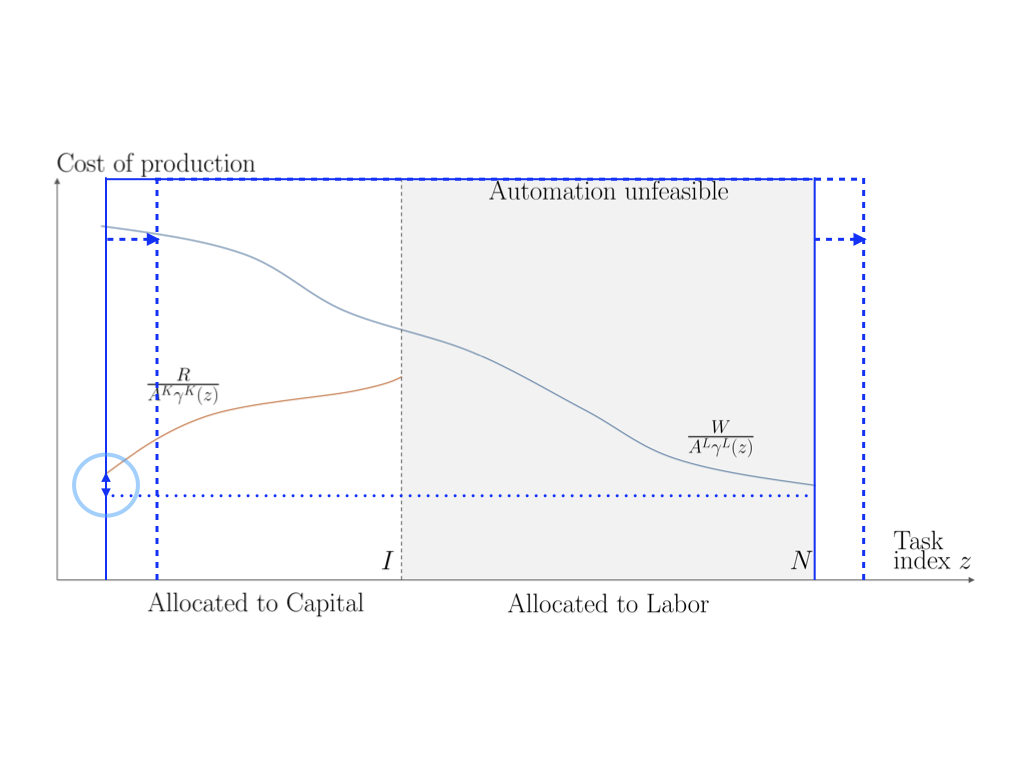 Cost of production
Automation unfeasible
R
A^K γ^K(z)
W
A^L γ^L(z)
I
N
Task
index z
Allocated to Capital
Allocated to Labor